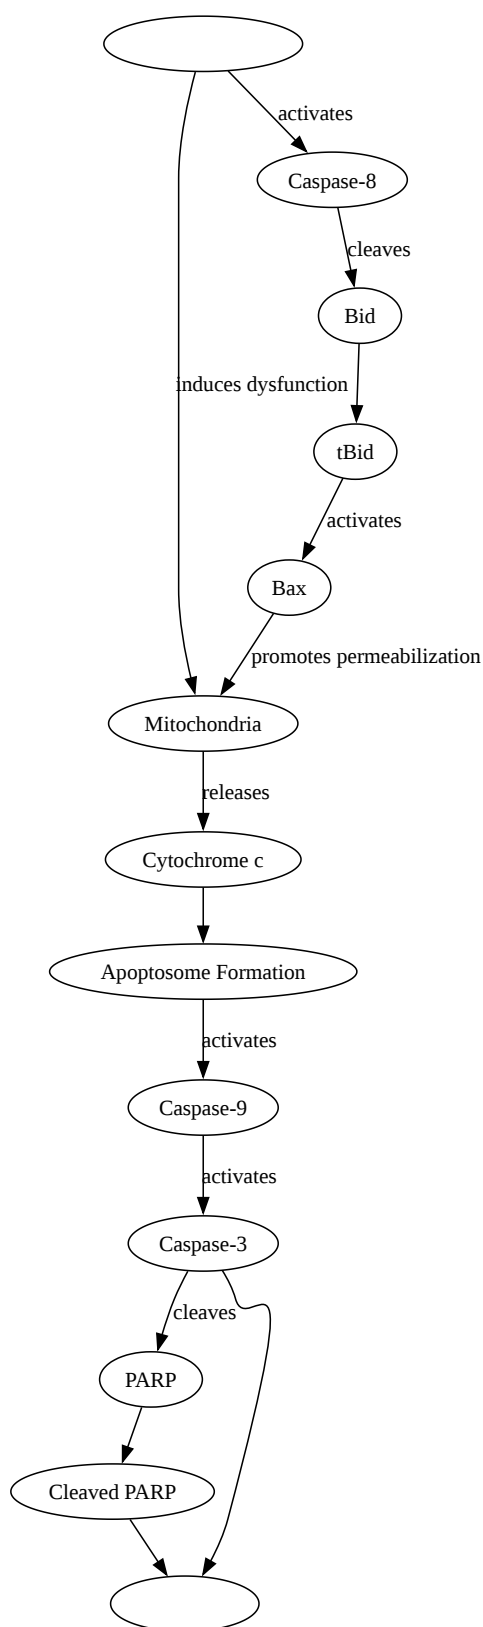 activates
Caspase-8
cleaves
Bid
induces dysfunction
tBid
activates
Bax
promotes permeabilization
Mitochondria
releases
Cytochrome c
Apoptosome Formation
activates
Caspase-9
activates
Caspase-3
cleaves
PARP
Cleaved PARP